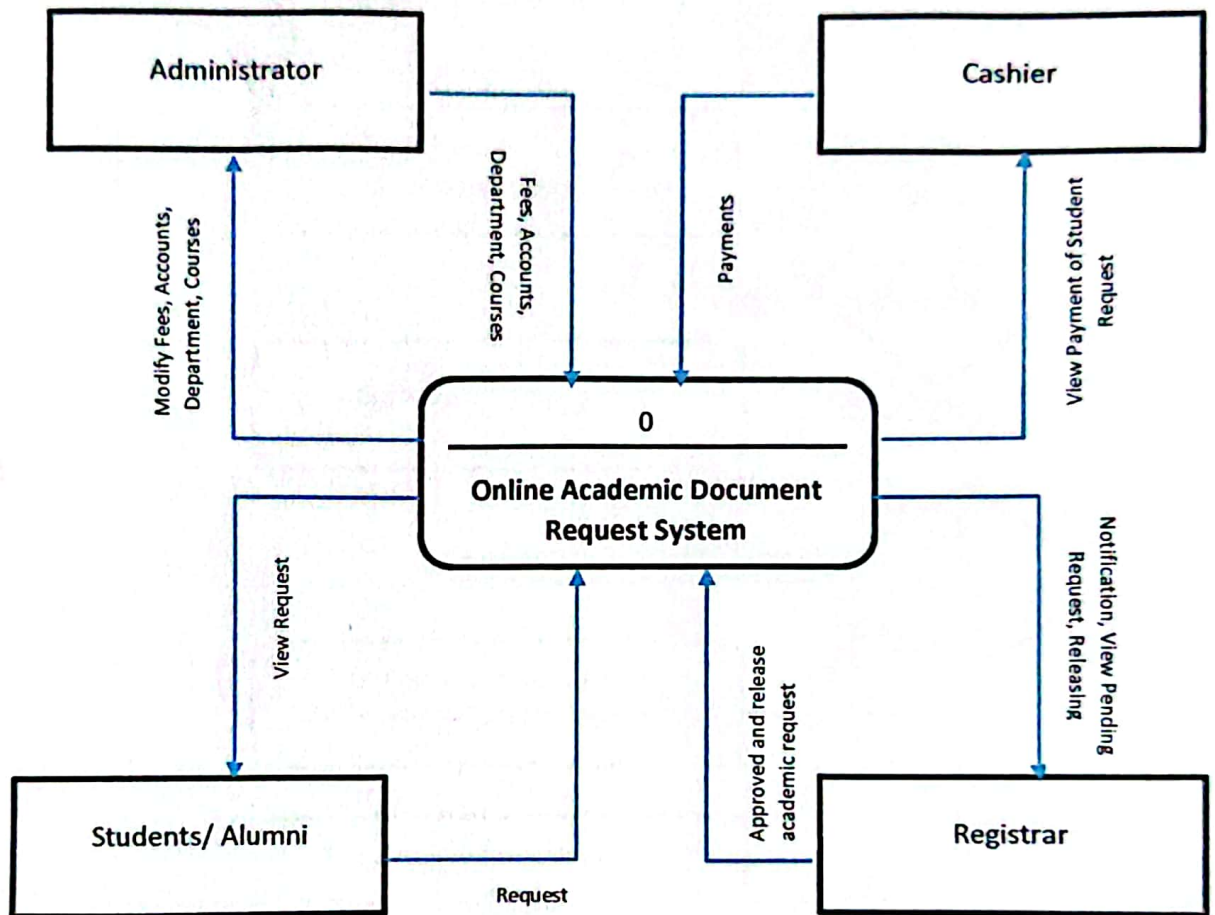 Administrator
Cashier
Fees, Accounts,
Department, Courses
Payments
Modify Fees, Accounts,
Department, Courses
View Payment of Student
Request
0
Online Academic Document
Request System
View Request
Notification, View Pending
Request, Releasing
Approved and release
academic request
Students/ Alumni
Registrar
Request